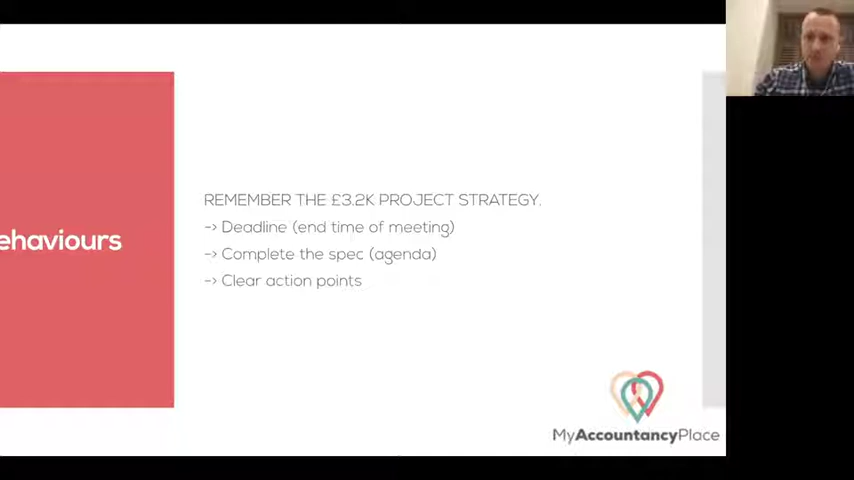 ehaviours
REMEMBER THE £3.2K PROJECT STRATEGY.
-> Deadline (end time of meeting)
-> Complete the spec (agenda)
-> Clear action points
MyAccountancyPlace